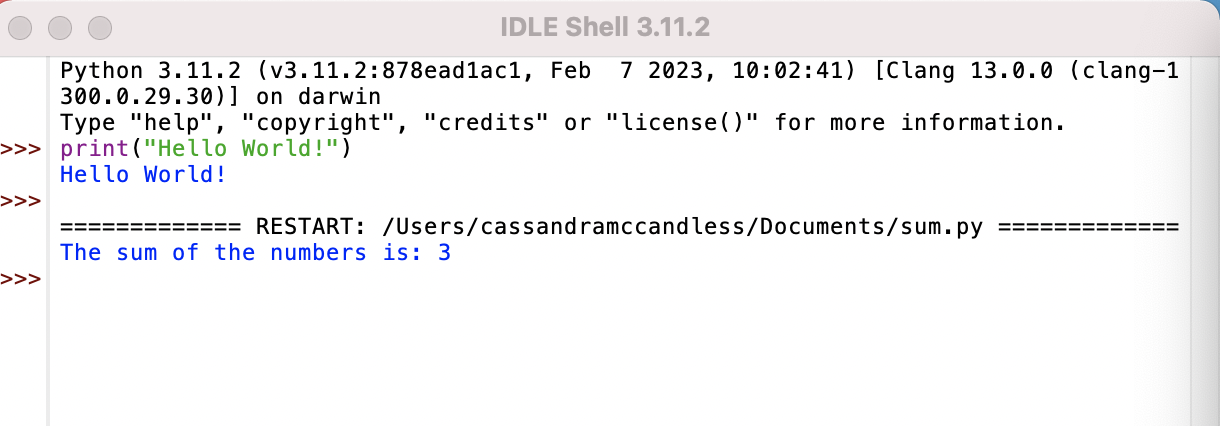 IDLE Shell 3.11.2
Python 3.11.2 (v3.11.2:878ead1ac1, Feb  7 2023, 10:02:41) [Clang 13.0.0 (clang-1
300.0.29.30)] on darwin
Type "help", "copyright", "credits" or "license()" for more information.
>>> print("Hello World!")
Hello World!
>>>
============= RESTART: /Users/cassandramccandless/Documents/sum.py =============
The sum of the numbers is: 3
>>>